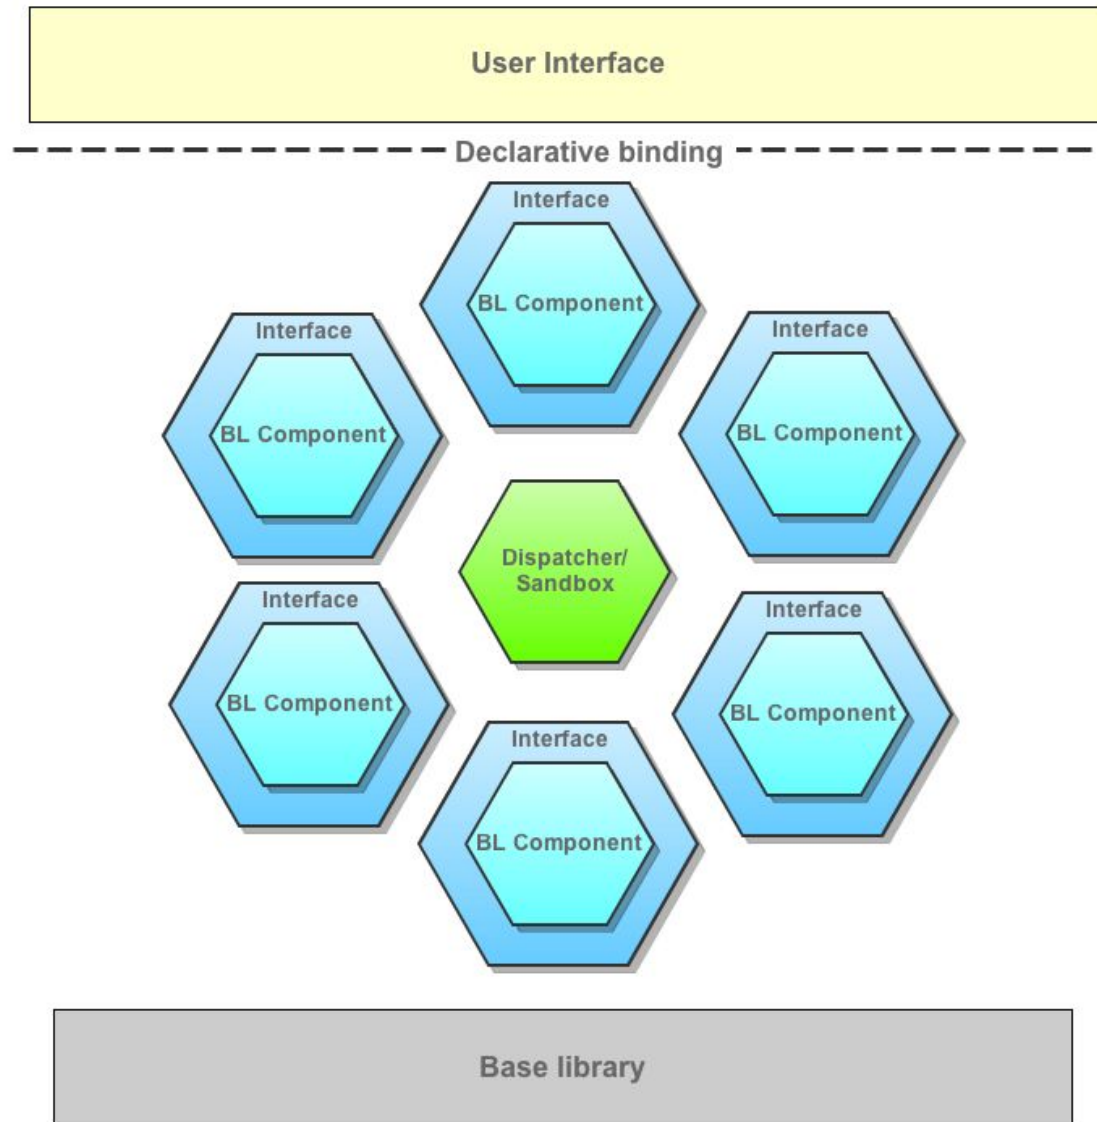 User Interface
Declarative binding
Interface
BL Component
Interface
BL Component
Interface
BL Component
Dispatcher/
Sandbox
Interface
BL Component
Interface
BL Component
Interface
BL Component
Base library